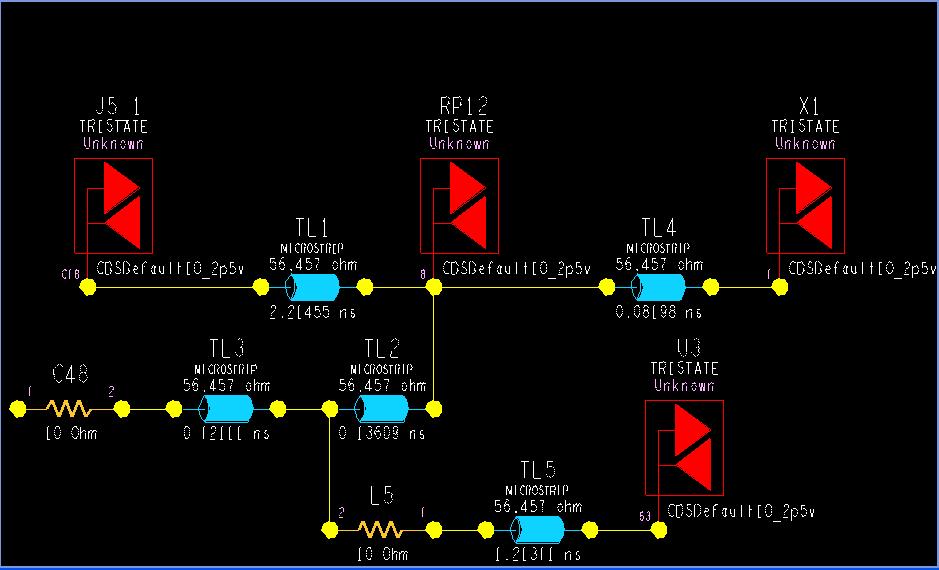 J5 1
TRISTATE
Unknown
RP12
TRISTATE
Unknown
X1
TRISTATE
Unknown
TL1
MICROSTRIP
56.457 ohm
2.21455 ns
TL4
MICROSTRIP
56.457 ohm
0.08198 ns
C18
CDSDefaultIO_2p5v
8
CDSDefaultIO_2p5v
1
CDSDefaultIO_2p5v
C48
1
2
10 Ohm
TL3
MICROSTRIP
56.457 ohm
0.12111 ns
TL2
MICROSTRIP
56.457 ohm
0.13609 ns
U3
TRISTATE
Unknown
L5
2
1
10 Ohm
TL5
MICROSTRIP
56.457 ohm
1.21311 ns
CDSDefaultIO_2p5v